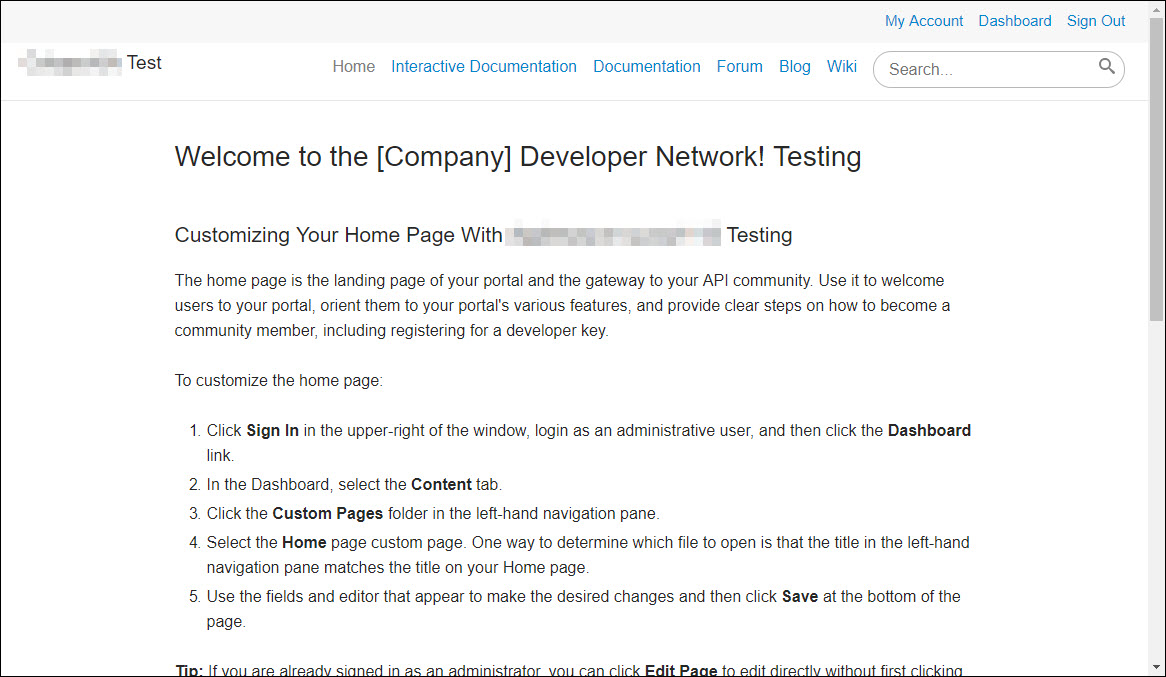 My Account Dashboard Sign Out
Test
Home Interactive Documentation Documentation Forum Blog Wiki Search...
Welcome to the [Company] Developer Network! Testing
Customizing Your Home Page With Testing
The home page is the landing page of your portal and the gateway to your API community. Use it to welcome
users to your portal, orient them to your portal's various features, and provide clear steps on how to become a
community member, including registering for a developer key.
To customize the home page:
1. Click Sign In in the upper-right of the window, login as an administrative user, and then click the Dashboard
link.
2. In the Dashboard, select the Content tab.
3. Click the Custom Pages folder in the left-hand navigation pane.
4. Select the Home page custom page. One way to determine which file to open is that the title in the left-hand
navigation pane matches the title on your Home page.
5. Use the fields and editor that appear to make the desired changes and then click Save at the bottom of the
page.
Tip: If you are already signed in as an administrator, you can click Edit Page to edit directly without first clicking